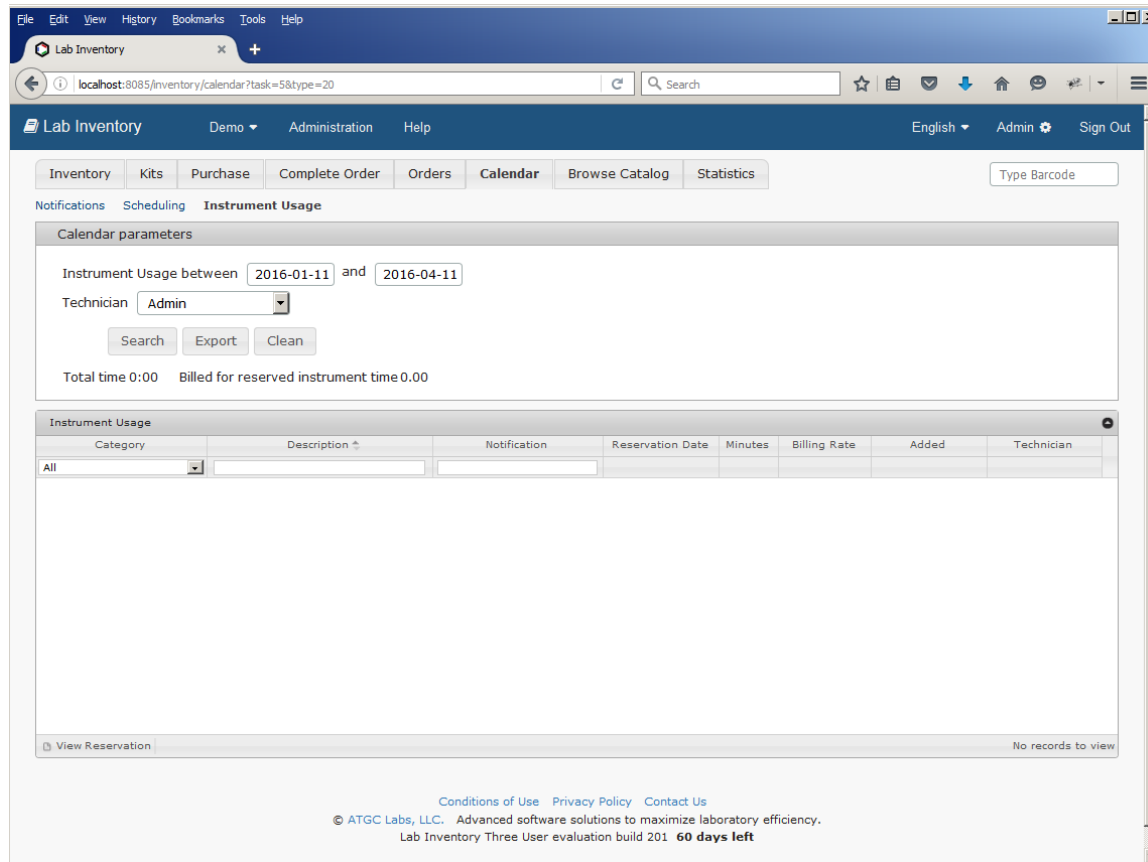 File Edit View History Bookmarks Tools Help
Lab Inventory
localhost:8085/inventory/calendar?task=5&type=20 Search
Lab Inventory Demo Administration Help English Admin Sign Out
Inventory Kits Purchase Complete Order Orders Calendar Browse Catalog Statistics Type Barcode
Notifications Scheduling Instrument Usage
Calendar parameters
Instrument Usage between 2016-01-11 and 2016-04-11
Technician Admin
Search Export Clean
Total time 0:00 Billed for reserved instrument time 0.00
Instrument Usage
Category Description Notification Reservation Date Minutes Billing Rate Added Technician
All
View Reservation No records to view
Conditions of Use Privacy Policy Contact Us
© ATGC Labs, LLC. Advanced software solutions to maximize laboratory efficiency.
Lab Inventory Three User evaluation build 201 60 days left